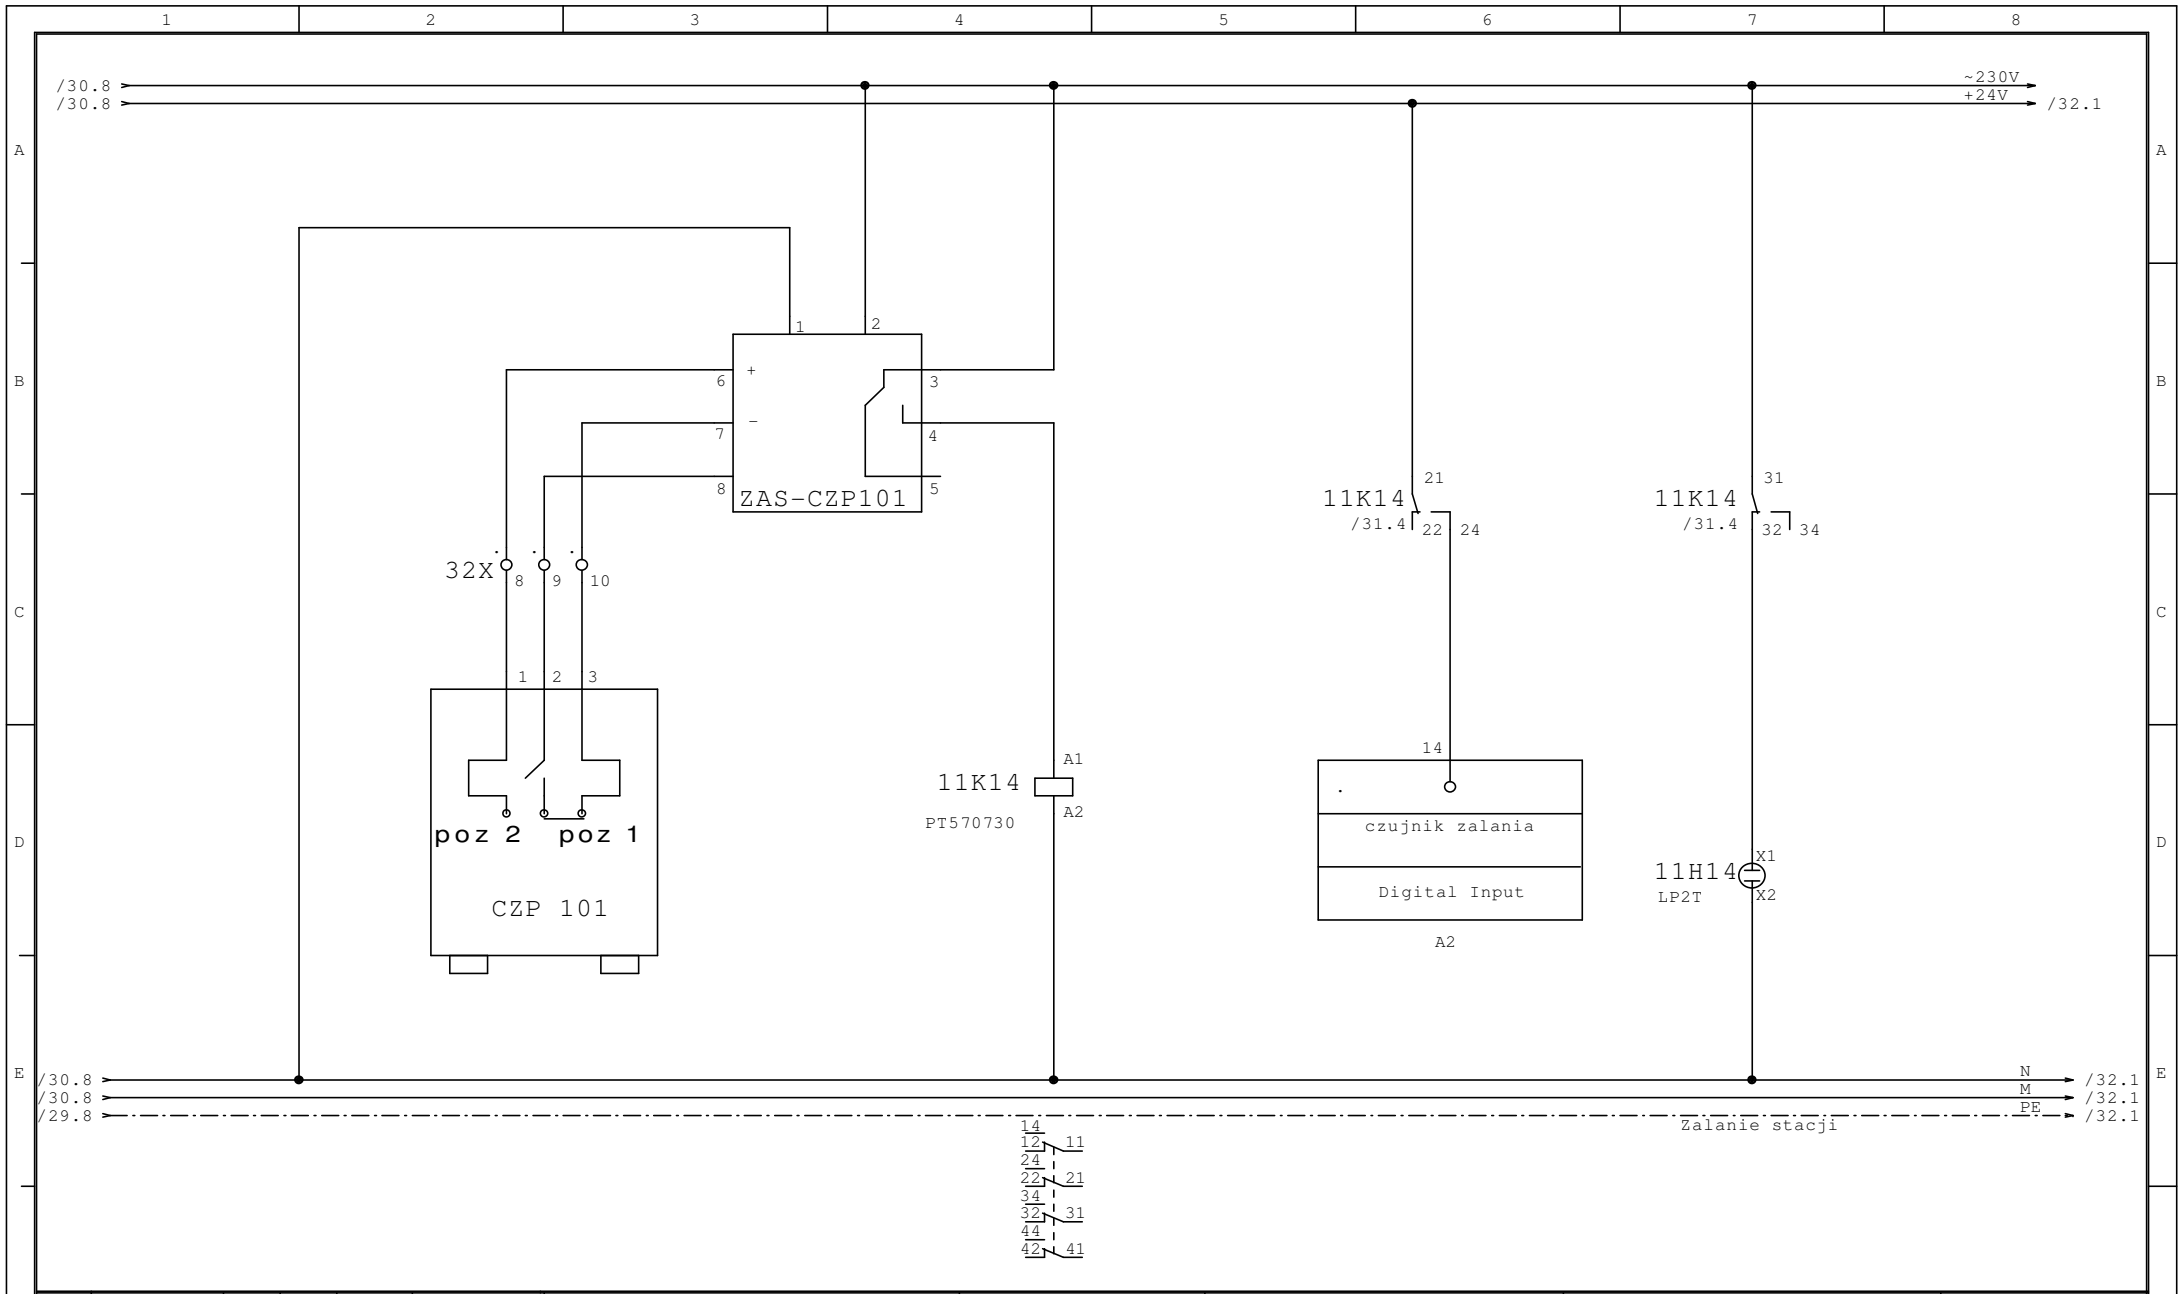 1 2 3 4 5 6 7 8
/30.8 ~230V
/30.8 +24V /32.1
A A
1 2
B 6 + 3 B
7 - 4
8 ZAS-CZP101 5
21 31
11K14 11K14
/31.4 22 24 /31.4 32 34
32X 8 9 10
C C
1 2 3
14
A1
11K14
A2
PT570730
czujnik zalania
poz 2 poz 1
D D
X1
11H14
LP2T X2
Digital Input
CZP 101
A2
E E
/30.8 N /32.1
/30.8 M /32.1
/29.8 PE /32.1
Zalanie stacji
14
12 11
24
22 21
34
32 31
44
42 41